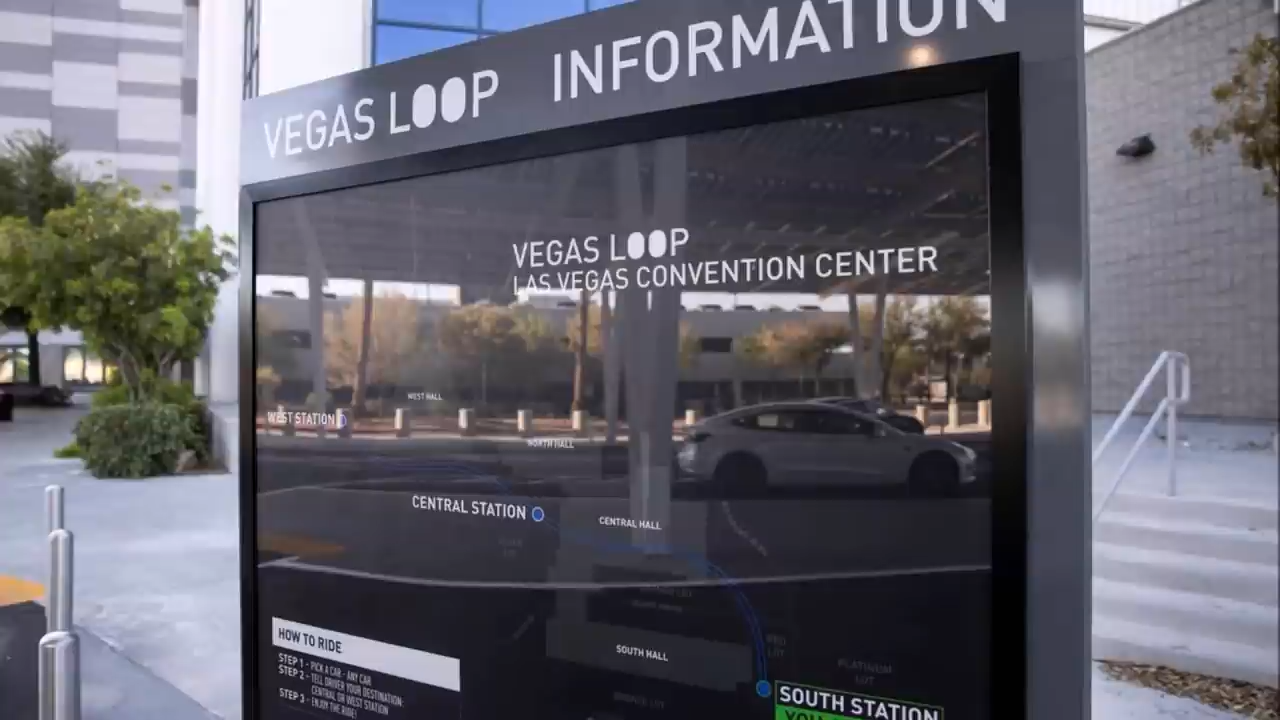 VEGAS LOOP INFORMATION
VEGAS LOOP
LAS VEGAS CONVENTION CENTER
WEST HALL
WEST STATION
NORTH HALL
CENTRAL STATION
CENTRAL HALL
SOUTH HALL
PLATINUM
LOT
HOW TO RIDE
STEP 1 - PICK A CAR - ANY CAR
STEP 2 - TELL DRIVER YOUR DESTINATION:
CENTRAL OR WEST STATION
STEP 3 - ENJOY THE RIDE!
SOUTH STATION